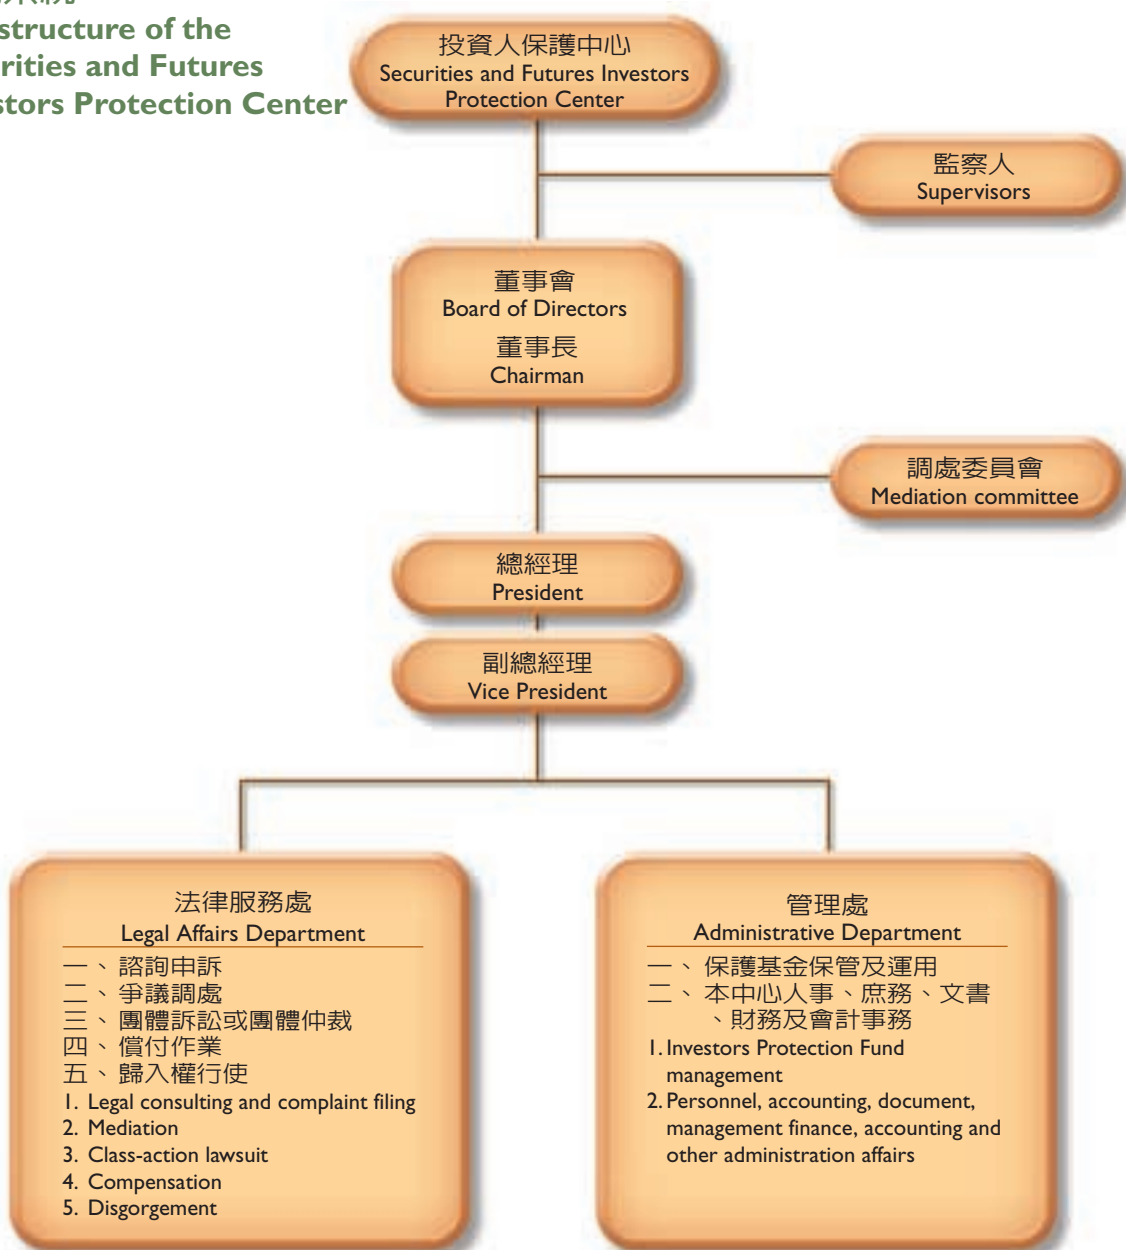 structure of the
and Futures
Protection Center
投資人保護中心
Securities and Futures Investors
Protection Center
監察人
Supervisors
董事會
Board of Directors
董事長
Chairman
調處委員會
Mediation committee
總經理
President
副總經理
Vice President
法律服務處
Legal Affairs Department
一、諮詢申訴
二、爭議調處
三、團體訴訟或團體仲裁
四、償付作業
五、歸入權行使
1. Legal consulting and complaint filing
2. Mediation
3. Class-action lawsuit
4. Compensation
5. Disgorgement
管理處
Administrative Department
一、保護基金保管及運用
二、本中心人事、庶務、文書
、財務及會計事務
1. Investors Protection Fund
management
2. Personnel, accounting, document,
management finance, accounting and
other administration affairs